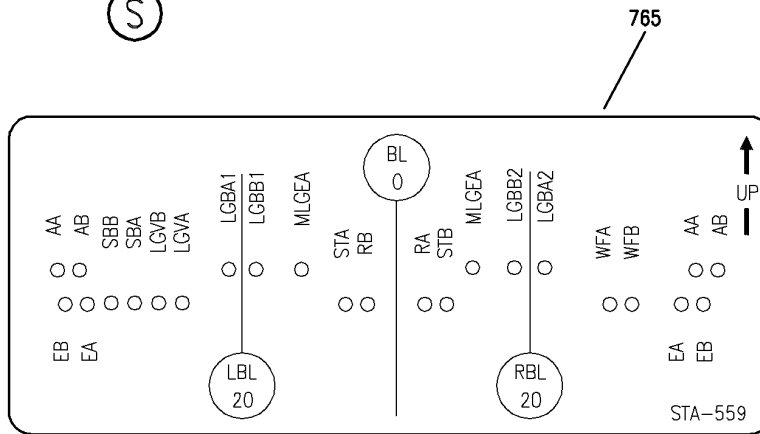 S
765
BL
0
UP
AA
AB
SBB
SBA
LGVB
LGVA
LGBA1
LGBB1
MLGEA
STA
RB
RA
STB
MLGEA
LGBB2
LGBA2
WFA
WFB
AA
AB
EB
EA
EA
EB
LBL
20
RBL
20
STA-559